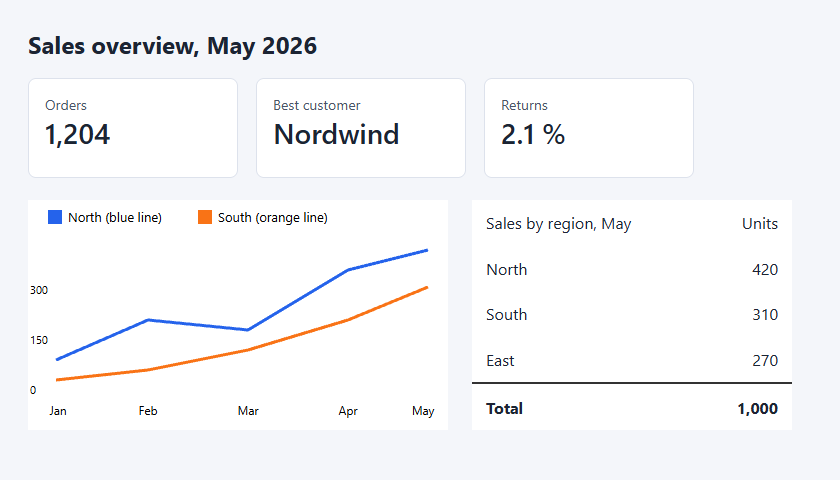 Sales overview, May 2026
Orders
1,204
Best customer
Nordwind
Returns
2.1 %
North (blue line) South (orange line)
300
150
0
Jan Feb Mar Apr May
Sales by region, May Units
North 420
South 310
East 270
Total 1,000